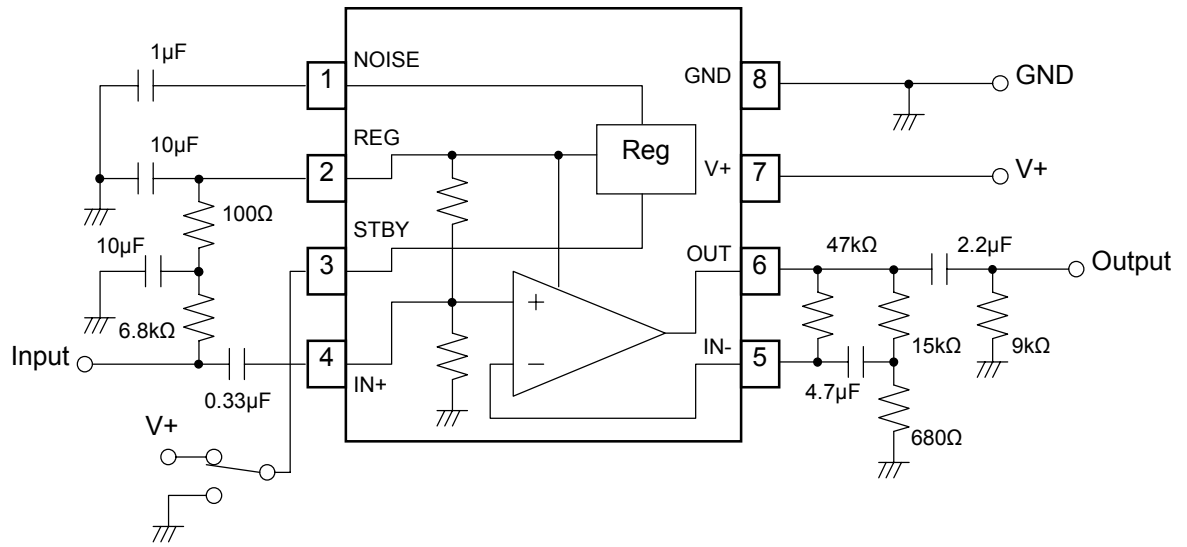 1µF
1
NOISE
GND
8
GND
10µF
REG
2
Reg
V+
7
V+
100Ω
STBY
10µF
3
OUT
6
47kΩ
2.2µF
Output
+
6.8kΩ
Input
4
IN+
−
IN-
5
15kΩ
9kΩ
0.33µF
4.7µF
V+
680Ω